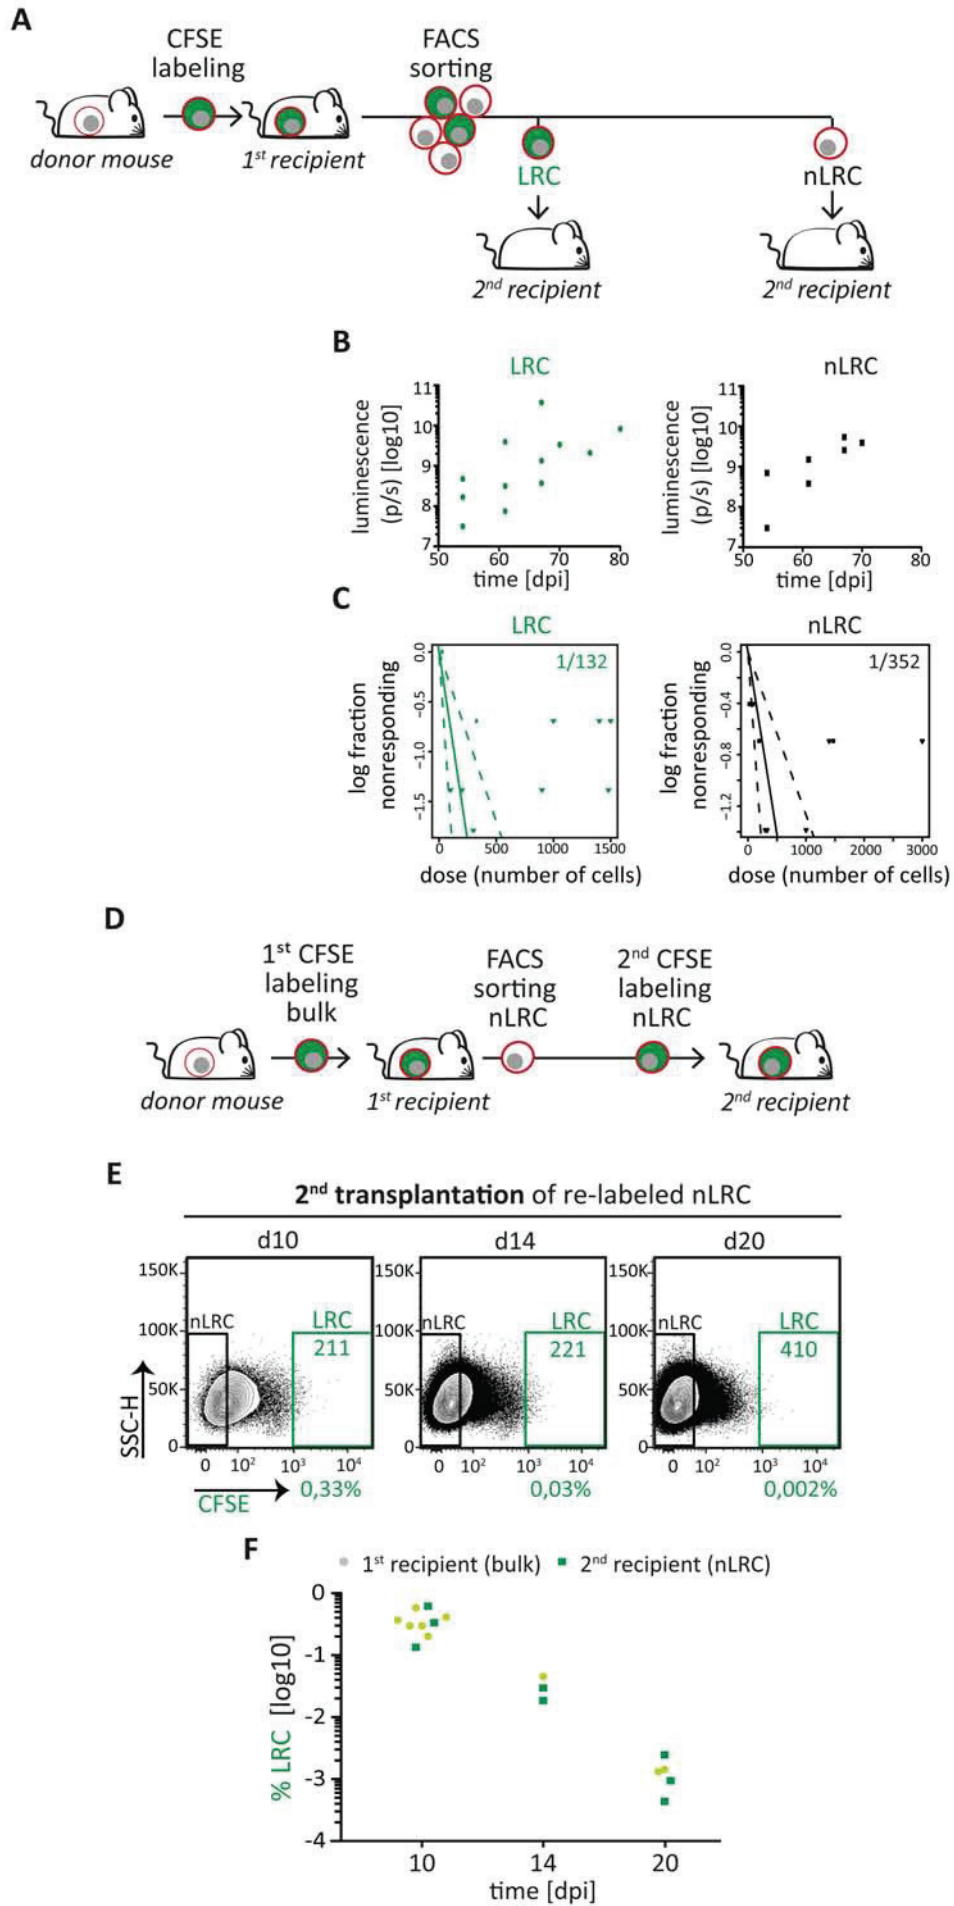 A
CFSE
labeling
FACS
sorting
donor mouse
1st recipient
LRC
nLRC
2nd recipient
2nd recipient
B
LRC
nLRC
luminescence
(p/s) [log10]
11
10
9
8
7
50 60 70 80
time [dpi]
luminescence
(p/s) [log10]
11
10
9
8
7
50 60 70 80
time [dpi]
C
LRC
nLRC
log fraction
nonresponding
0.0
-0.5
-1.0
-1.5
1/132
0 500 1000 1500
dose (number of cells)
log fraction
nonresponding
0.0
-0.4
-0.8
-1.2
1/352
0 1000 2000 3000
dose (number of cells)
D
1st CFSE
labeling
bulk
FACS
sorting
nLRC
2nd CFSE
labeling
nLRC
donor mouse
1st recipient
2nd recipient
E
2nd transplantation of re-labeled nLRC
d10 d14 d20
SSC-H
150K
100K
50K
0
nLRC
LRC
211
0 10² 10³ 10⁴
0,33%
CFSE
150K
100K
50K
0
nLRC
LRC
221
0 10² 10³ 10⁴
0,03%
150K
100K
50K
0
nLRC
LRC
410
0 10² 10³ 10⁴
0,002%
F
1st recipient (bulk) 2nd recipient (nLRC)
% LRC [log10]
0
-1
-2
-3
-4
10 14 20
time [dpi]